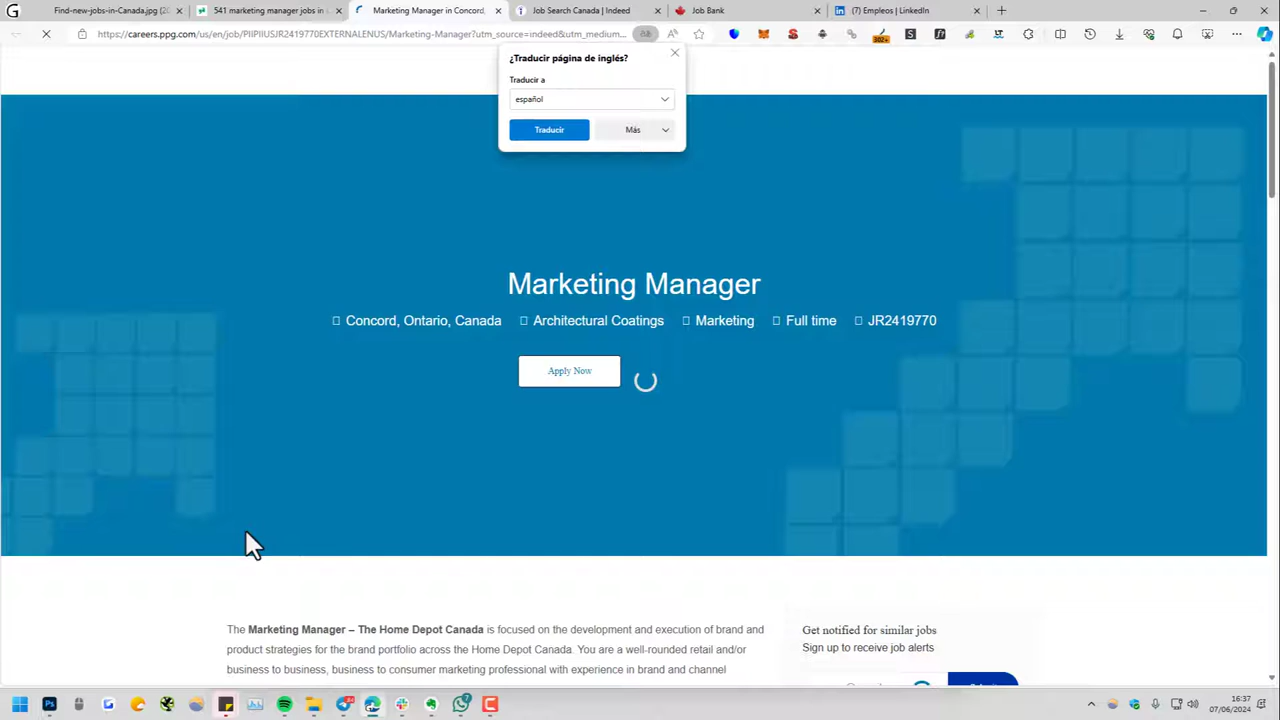 Find-new-jobs-in-Canada.jpg (20
541 marketing manager jobs in
Marketing Manager in Concord,
Job Search Canada | Indeed
Job Bank
(7) Empleos | LinkedIn
https://careers.ppg.com/us/en/job/PIIPIIUSJR2419770EXTERNALENUS/Marketing-Manager?utm_source=indeed&utm_medium...
¿Traducir página de inglés?
Traducir a
español
Traducir
Más
Marketing Manager
Concord, Ontario, Canada
Architectural Coatings
Marketing
Full time
JR2419770
Apply Now
The Marketing Manager – The Home Depot Canada is focused on the development and execution of brand and
product strategies for the brand portfolio across the Home Depot Canada. You are a well-rounded retail and/or
business to business, business to consumer marketing professional with experience in brand and channel
Get notified for similar jobs
Sign up to receive job alerts
16:37
07/06/2024